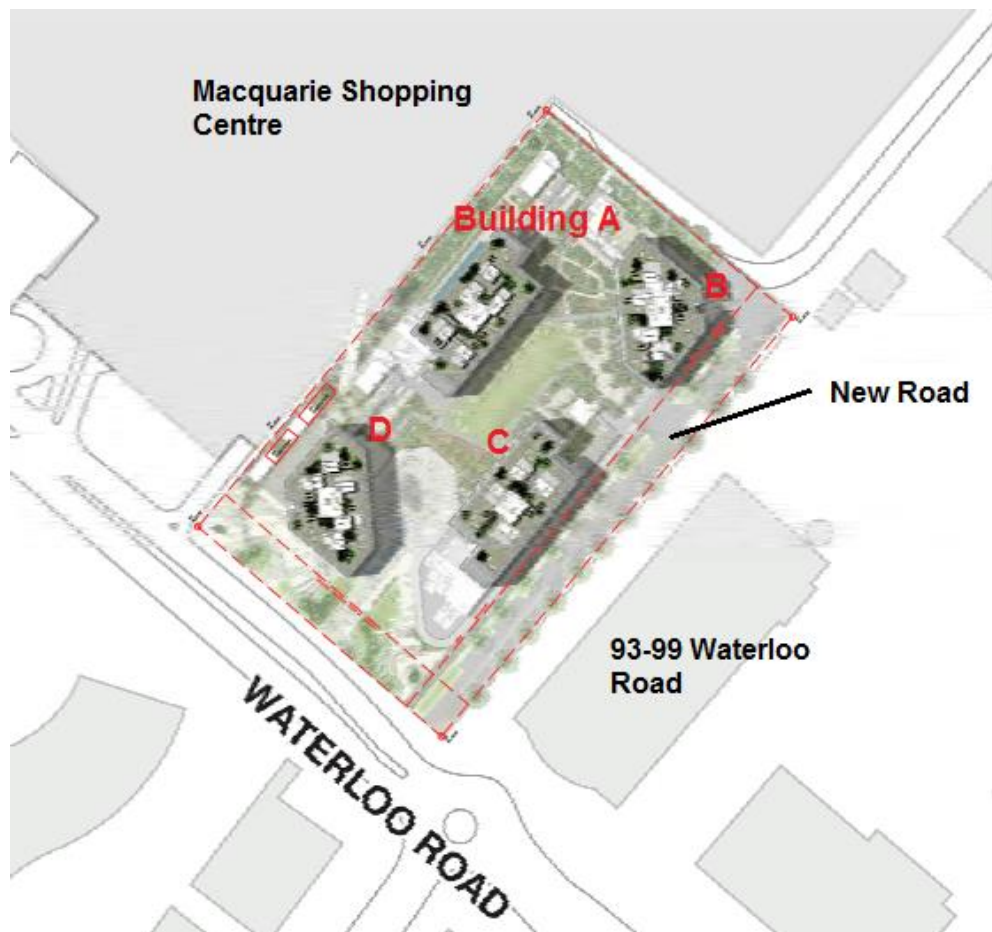 Macquarie Shopping
Centre
Building A
B
New Road
D
C
93-99 Waterloo
Road
WATERLOO ROAD